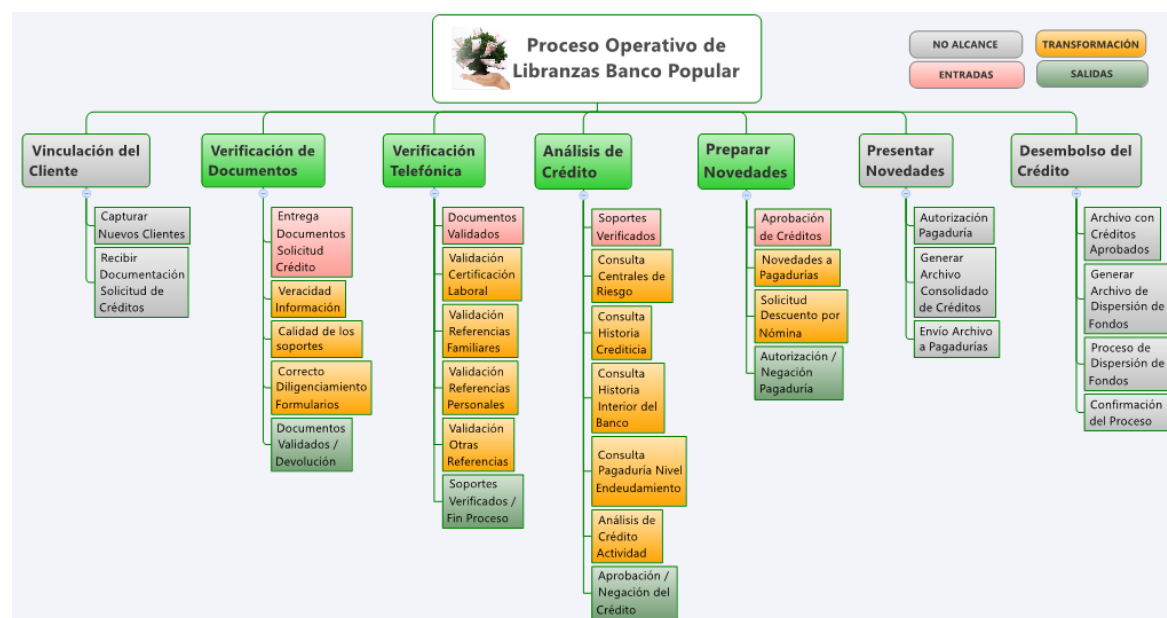 Proceso Operativo de
Libranzas Banco Popular
NO ALCANCE
TRANSFORMACIÓN
ENTRADAS
SALIDAS
Vinculación del
Cliente
Capturar
Nuevos Clientes
Recibir
Documentación
Solicitud de
Créditos
Verificación de
Documentos
Entrega
Documentos
Solicitud
Crédito
Veracidad
Información
Calidad de los
soportes
Correcto
Diligenciamiento
Formularios
Documentos
Validados /
Devolución
Verificación
Telefónica
Documentos
Validados
Validación
Certificación
Laboral
Validación
Referencias
Familiares
Validación
Referencias
Personales
Validación
Otras
Referencias
Soportes
Verificados /
Fin Proceso
Análisis de
Crédito
Soportes
Verificados
Consulta
Centrales de
Riesgo
Consulta
Historia
Crediticia
Consulta
Historia
Interior del
Banco
Consulta
Pagaduría Nivel
Endeudamiento
Análisis de
Crédito
Actividad
Aprobación /
Negación del
Crédito
Preparar
Novedades
Aprobación
de Créditos
Novedades a
Pagadurías
Solicitud
Descuento por
Nómina
Autorización /
Negación
Pagaduría
Presentar
Novedades
Autorización
Pagaduría
Generar
Archivo
Consolidado
de Créditos
Envío Archivo
a Pagadurías
Desembolso del
Crédito
Archivo con
Créditos
Aprobados
Generar
Archivo de
Dispersión de
Fondos
Proceso de
Dispersión de
Fondos
Confirmación
del Proceso